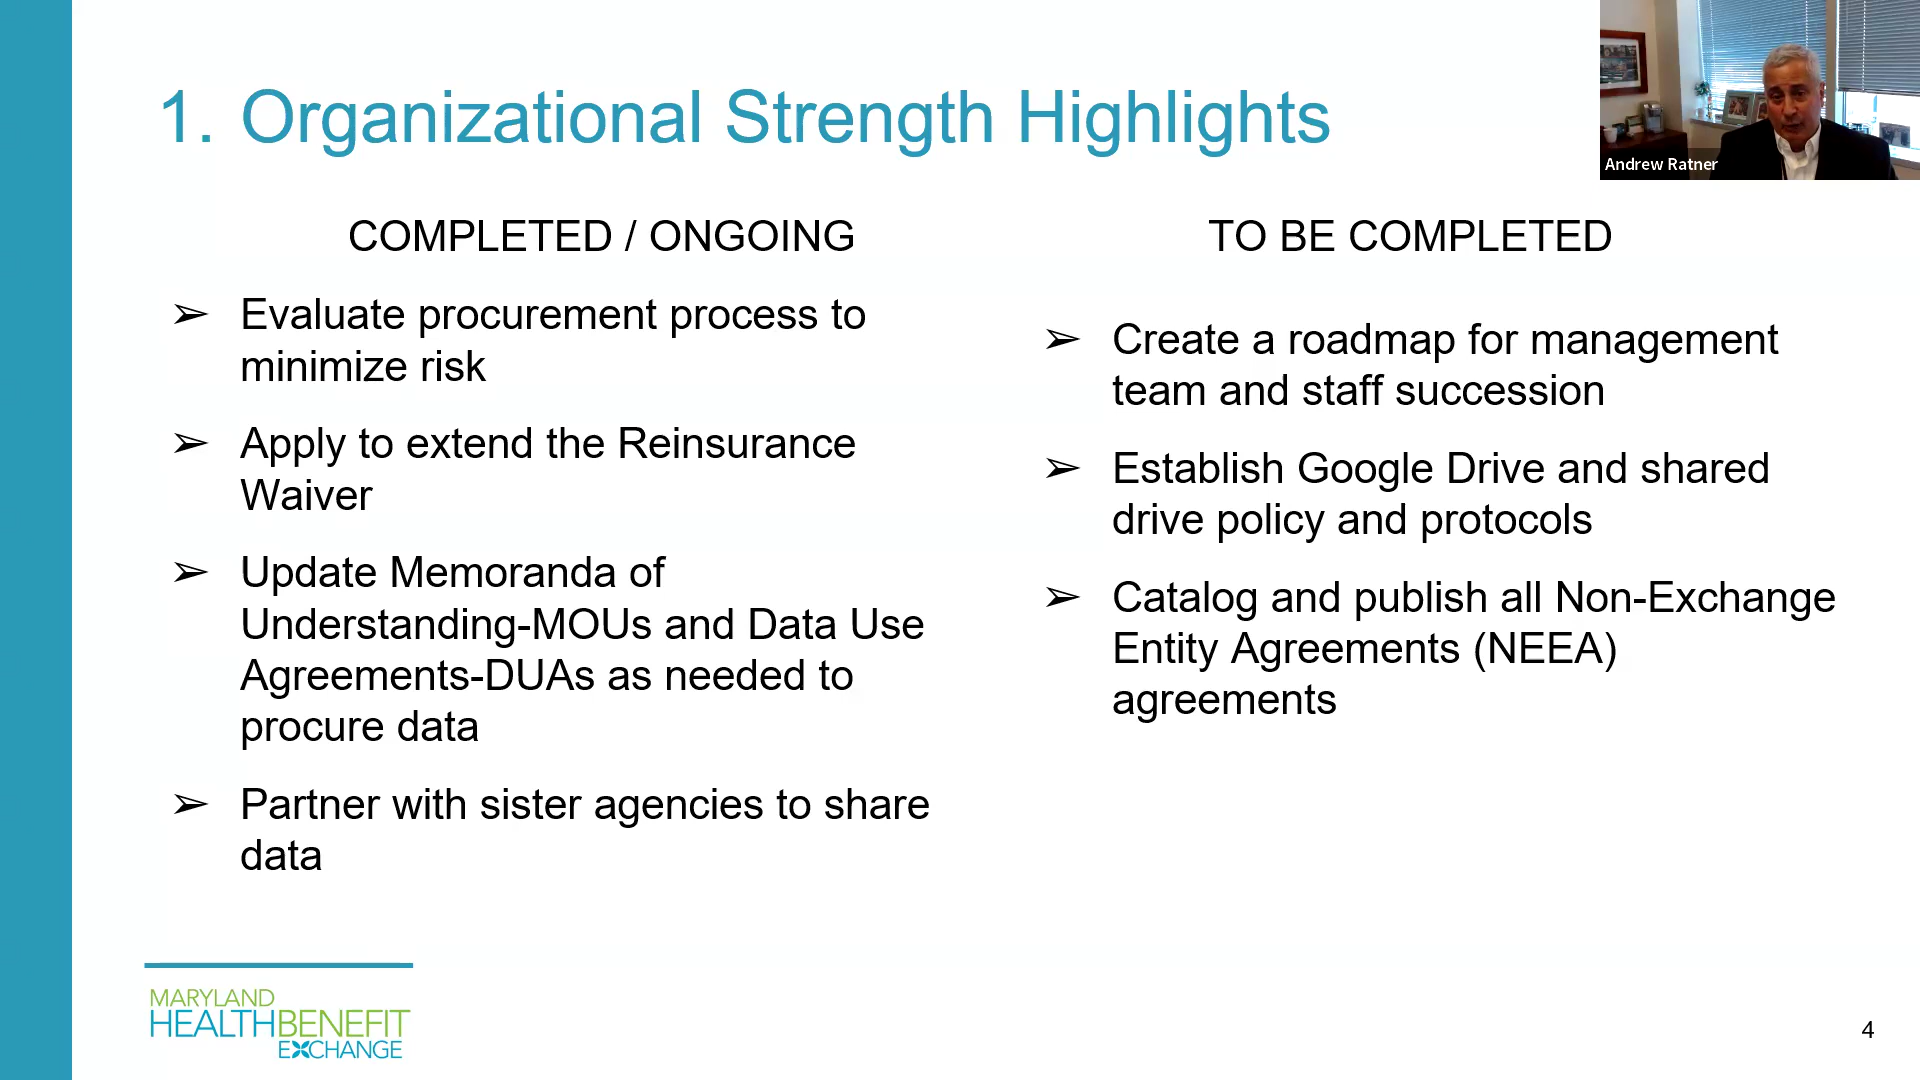 1. Organizational Strength Highlights
Andrew Ratner
COMPLETED / ONGOING
➢ Evaluate procurement process to
minimize risk
➢ Apply to extend the Reinsurance
Waiver
➢ Update Memoranda of
Understanding-MOUs and Data Use
Agreements-DUAs as needed to
procure data
➢ Partner with sister agencies to share
data
TO BE COMPLETED
➢ Create a roadmap for management
team and staff succession
➢ Establish Google Drive and shared
drive policy and protocols
➢ Catalog and publish all Non-Exchange
Entity Agreements (NEEA)
agreements
MARYLAND
HEALTHBENEFIT
EXCHANGE
4